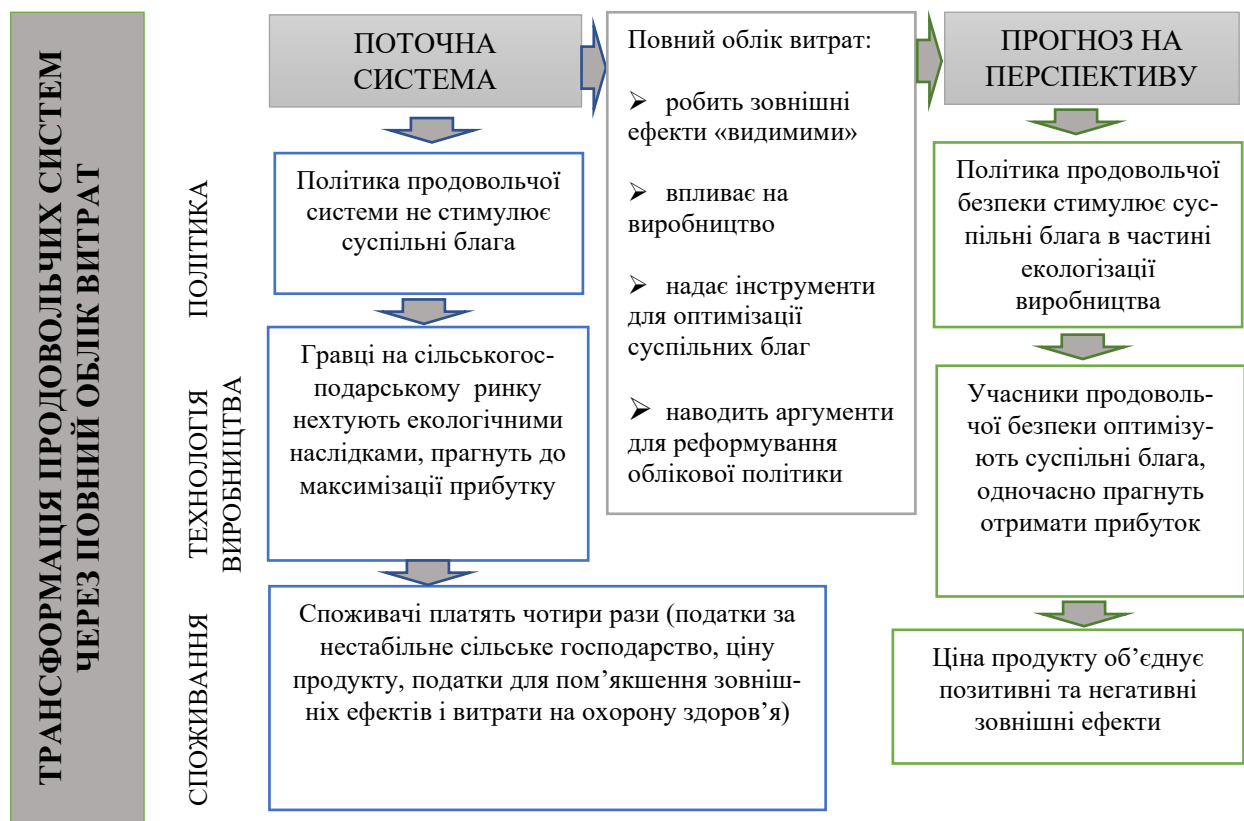 ТРАНСФОРМАЦІЯ ПРОДОВОЛЬЧИХ СИСТЕМ
ЧЕРЕЗ ПОВНИЙ ОБЛІК ВИТРАТ
ПОТОЧНА
СИСТЕМА
Повний облік витрат:
➢ робить зовнішні
ефекти «видимими»
➢ впливає на
виробництво
➢ надає інструменти
для оптимізації
суспільних благ
➢ наводить аргументи
для реформування
облікової політики
ПРОГНОЗ НА
ПЕРСПЕКТИВУ
ПОЛІТИКА
Політика продовольчої
системи не стимулює
суспільні блага
Політика продовольчої
безпеки стимулює сус-
пільні блага в частині
екологізації
виробництва
ТЕХНОЛОГІЯ
ВИРОБНИЦТВА
Гравці на сільськогос-
подарському ринку
нехтують екологічними
наслідками, прагнуть до
максимізації прибутку
Учасники продоволь-
чої безпеки оптимізу-
ють суспільні блага,
одночасно прагнуть
отримати прибуток
СПОЖИВАННЯ
Споживачі платять чотири рази (податки за
нестабільне сільське господарство, ціну
продукту, податки для пом’якшення зовніш-
ніх ефектів і витрати на охорону здоров’я)
Ціна продукту об’єднує
позитивні та негативні
зовнішні ефекти